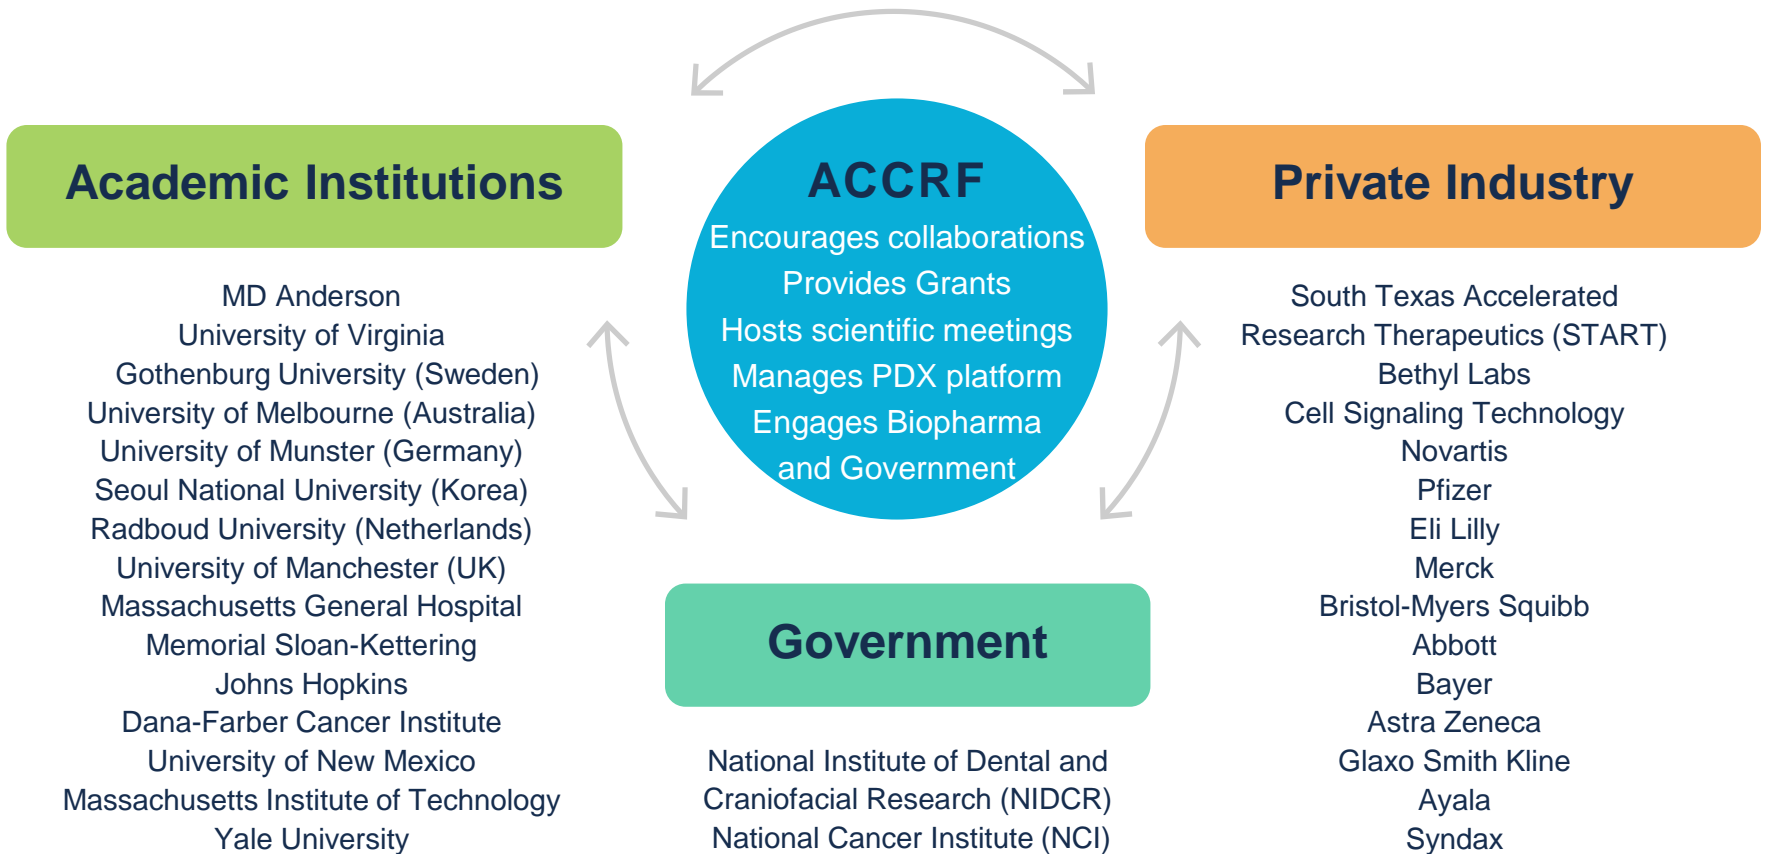 ACCRF
Encourages collaborations
Provides Grants
Hosts scientific meetings
Manages PDX platform
Engages Biopharma
and Government
Academic Institutions
MD Anderson
University of Virginia
Gothenburg University (Sweden)
University of Melbourne (Australia)
University of Munster (Germany)
Seoul National University (Korea)
Radboud University (Netherlands)
University of Manchester (UK)
Massachusetts General Hospital
Memorial Sloan-Kettering
Johns Hopkins
Dana-Farber Cancer Institute
University of New Mexico
Massachusetts Institute of Technology
Yale University
Government
National Institute of Dental and
Craniofacial Research (NIDCR)
National Cancer Institute (NCI)
Private Industry
South Texas Accelerated
Research Therapeutics (START)
Bethyl Labs
Cell Signaling Technology
Novartis
Pfizer
Eli Lilly
Merck
Bristol-Myers Squibb
Abbott
Bayer
Astra Zeneca
Glaxo Smith Kline
Ayala
Syndax